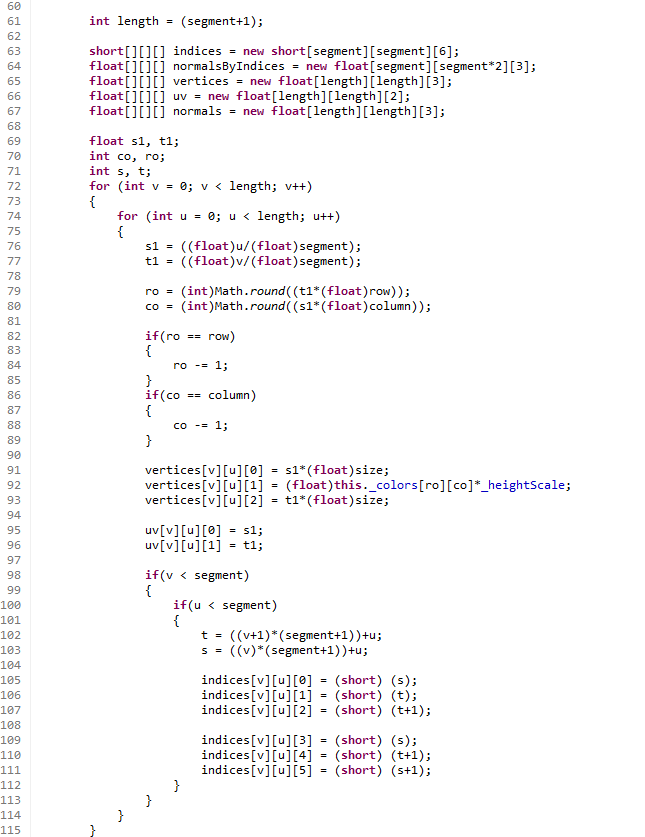 60
61 int length = (segment+1);
62
63 short[][][] indices = new short[segment][segment][6];
64 float[][][] normalsByIndices = new float[segment][segment*2][3];
65 float[][][] vertices = new float[length][length][3];
66 float[][][] uv = new float[length][length][2];
67 float[][][] normals = new float[length][length][3];
68
69 float s1, t1;
70 int co, ro;
71 int s, t;
72 for (int v = 0; v < length; v++)
73 {
74 for (int u = 0; u < length; u++)
75 {
76 s1 = ((float)u/(float)segment);
77 t1 = ((float)v/(float)segment);
78
79 ro = (int)Math.round((t1*(float)row));
80 co = (int)Math.round((s1*(float)column));
81
82 if(ro == row)
83 {
84 ro -= 1;
85 }
86 if(co == column)
87 {
88 co -= 1;
89 }
90
91 vertices[v][u][0] = s1*(float)size;
92 vertices[v][u][1] = (float)this._colors[ro][co]*_heightScale;
93 vertices[v][u][2] = t1*(float)size;
94
95 uv[v][u][0] = s1;
96 uv[v][u][1] = t1;
97
98 if(v < segment)
99 {
100 if(u < segment)
101 {
102 t = ((v+1)*(segment+1))+u;
103 s = ((v)*(segment+1))+u;
104
105 indices[v][u][0] = (short) (s);
106 indices[v][u][1] = (short) (t);
107 indices[v][u][2] = (short) (t+1);
108
109 indices[v][u][3] = (short) (s);
110 indices[v][u][4] = (short) (t+1);
111 indices[v][u][5] = (short) (s+1);
112 }
113 }
114 }
115 }